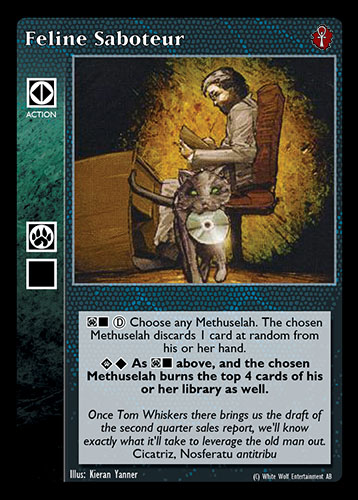 Feline Saboteur
ACTION
D Choose any Methuselah. The chosen
Methuselah discards 1 card at random from
his or her hand.
As above, and the chosen
Methuselah burns the top 4 cards of his
or her library as well.
Once Tom Whiskers there brings us the draft of
the second quarter sales report, we'll know
exactly what it'll take to leverage the old man out.
Cicatriz, Nosferatu antitribu
Illus: Kieran Yanner
(C) White Wolf Entertainment AB